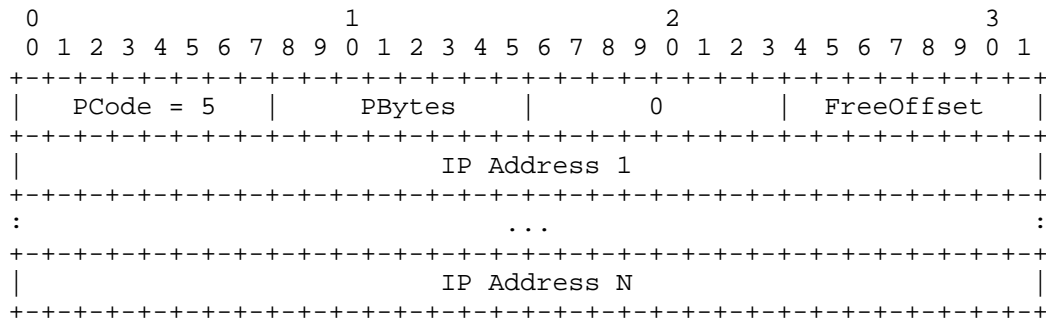 0                   1                   2                   3
 0 1 2 3 4 5 6 7 8 9 0 1 2 3 4 5 6 7 8 9 0 1 2 3 4 5 6 7 8 9 0 1
+-+-+-+-+-+-+-+-+-+-+-+-+-+-+-+-+-+-+-+-+-+-+-+-+-+-+-+-+-+-+-+-+
|   PCode = 5   |     PBytes    |       0       |  FreeOffset   |
+-+-+-+-+-+-+-+-+-+-+-+-+-+-+-+-+-+-+-+-+-+-+-+-+-+-+-+-+-+-+-+-+
|                          IP Address 1                         |
+-+-+-+-+-+-+-+-+-+-+-+-+-+-+-+-+-+-+-+-+-+-+-+-+-+-+-+-+-+-+-+-+
:                              ...                              :
+-+-+-+-+-+-+-+-+-+-+-+-+-+-+-+-+-+-+-+-+-+-+-+-+-+-+-+-+-+-+-+-+
|                          IP Address N                         |
+-+-+-+-+-+-+-+-+-+-+-+-+-+-+-+-+-+-+-+-+-+-+-+-+-+-+-+-+-+-+-+-+